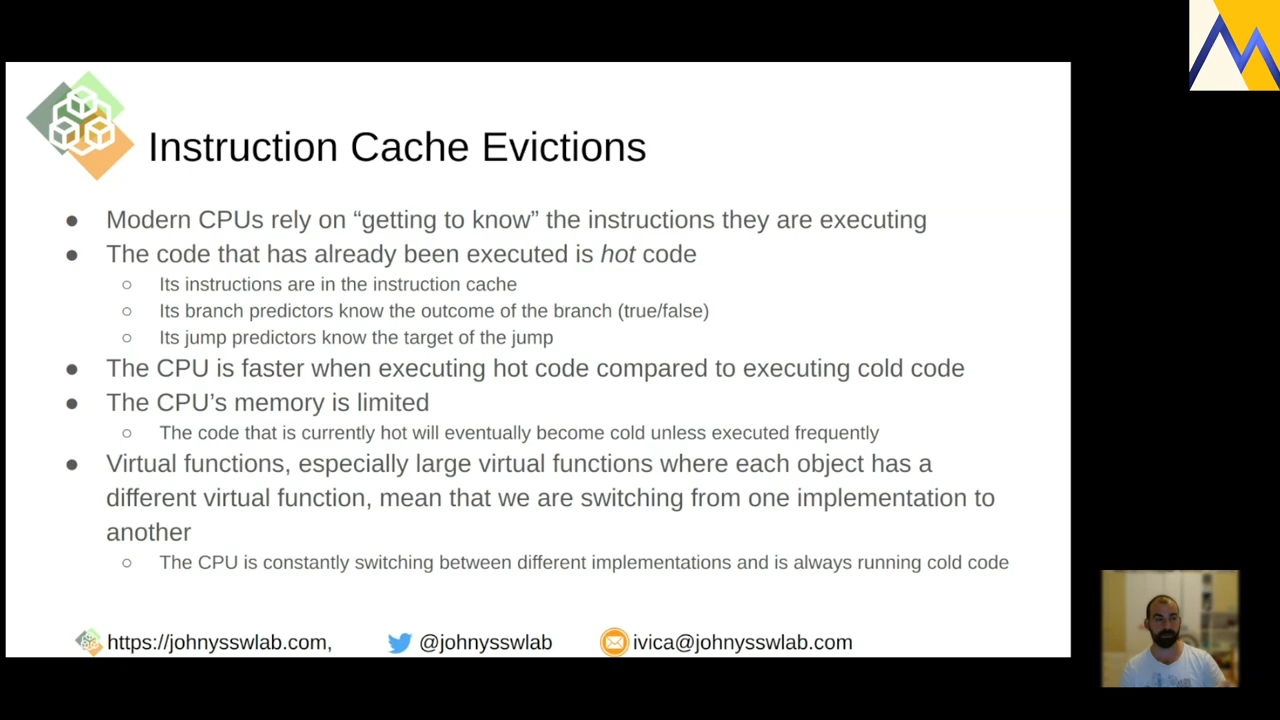 Instruction Cache Evictions
● Modern CPUs rely on “getting to know” the instructions they are executing
● The code that has already been executed is hot code
○ Its instructions are in the instruction cache
○ Its branch predictors know the outcome of the branch (true/false)
○ Its jump predictors know the target of the jump
● The CPU is faster when executing hot code compared to executing cold code
● The CPU’s memory is limited
○ The code that is currently hot will eventually become cold unless executed frequently
● Virtual functions, especially large virtual functions where each object has a
different virtual function, mean that we are switching from one implementation to
another
○ The CPU is constantly switching between different implementations and is always running cold code
https://johnysswlab.com, @johnysswlab ivica@johnysswlab.com